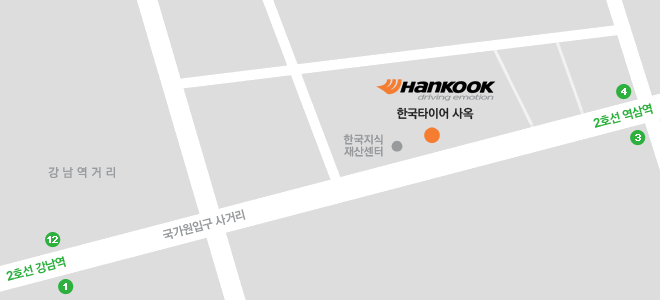 HANKOOK
driving emotion
한국타이어 사옥
한국지식
재산센터
4
2호선 역삼역
3
강남역거리
국가원입구 사거리
12
2호선 강남역
1